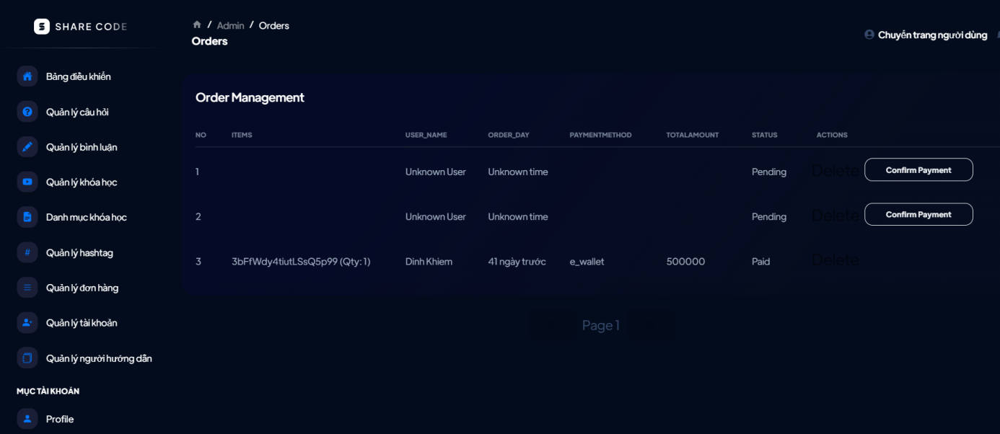 SHARE CODE
/ Admin / Orders
Orders
Chuyển trang người dùng
Bảng điều khiển
Quản lý câu hỏi
Quản lý bình luận
Quản lý khóa học
Danh mục khóa học
# Quản lý hashtag
Quản lý đơn hàng
Quản lý tài khoản
Quản lý người hướng dẫn
MỤC TÀI KHOẢN
Profile
Order Management
NO ITEMS USER_NAME ORDER_DAY PAYMENTMETHOD TOTALAMOUNT STATUS ACTIONS
1 Unknown User Unknown time Pending Delete Confirm Payment
2 Unknown User Unknown time Pending Delete Confirm Payment
3 3bFfWdy4tiutLSsQ5p99 (Qty: 1) Dinh Khiem 41 ngày trước e_wallet 500000 Paid Delete
Page 1